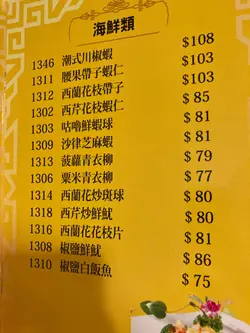 海鮮類
1346 潮式川椒蝦 $108
1311 腰果帶子蝦仁 $103
1312 西蘭花枝帶子 $103
1302 西芹花枝蝦仁 $85
1303 咕嚕鮮蝦球 $81
1309 沙律芝麻蝦 $81
1313 菠蘿青衣柳 $79
1306 粟米青衣柳 $77
1314 西蘭花炒斑球 $80
1318 西芹炒鮮魷 $80
1316 西蘭花花枝片 $81
1308 椒鹽鮮魷 $86
1310 椒鹽白飯魚 $75